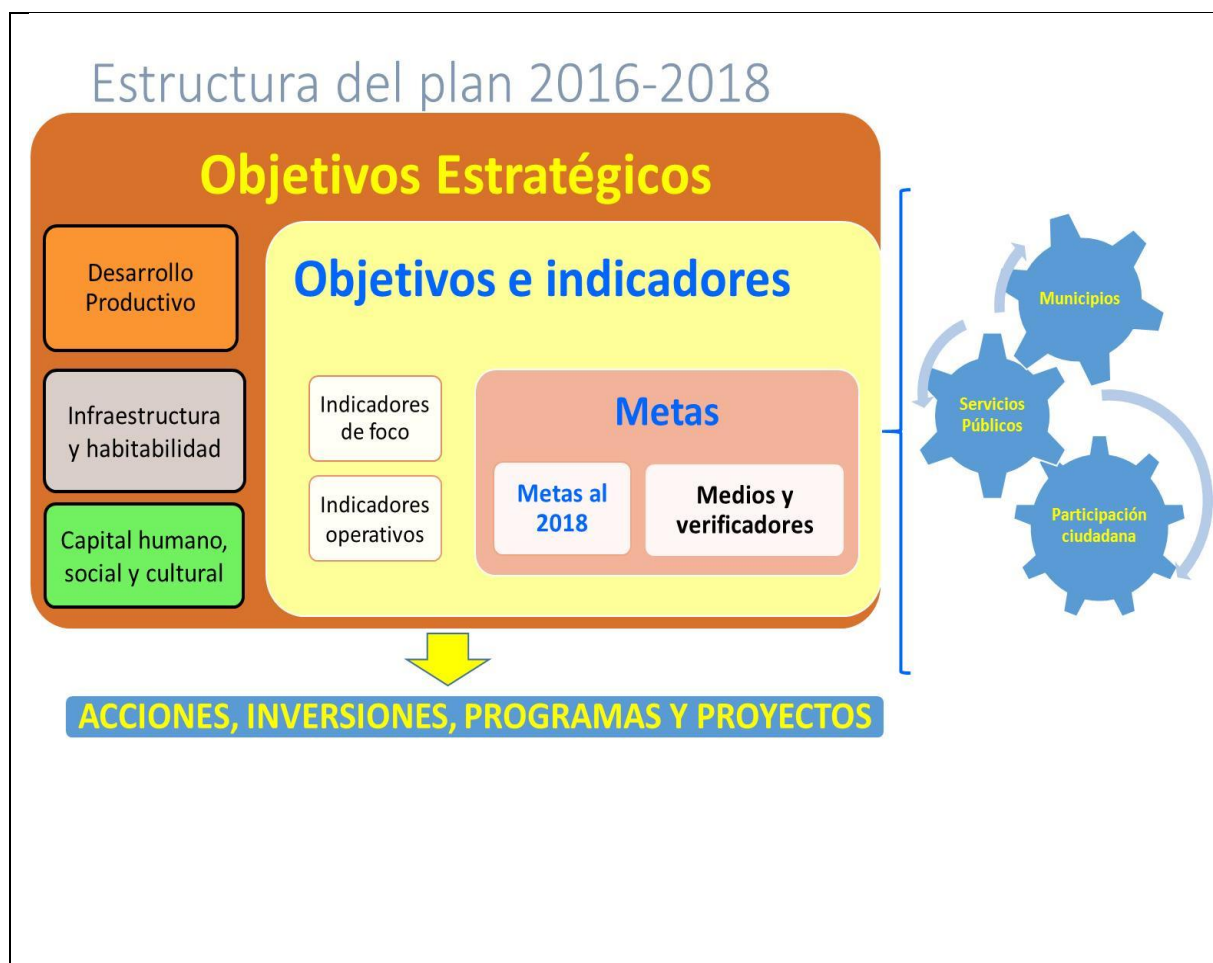 Estructura del plan 2016-2018
Objetivos Estratégicos
Desarrollo
Productivo
Infraestructura
y habitabilidad
Capital humano,
social y cultural
Objetivos e indicadores
Indicadores
de foco
Indicadores
operativos
Metas
Metas al
2018
Medios y
verificadores
Municipios
Servicios
Públicos
Participación
ciudadana
ACCIONES, INVERSIONES, PROGRAMAS Y PROYECTOS